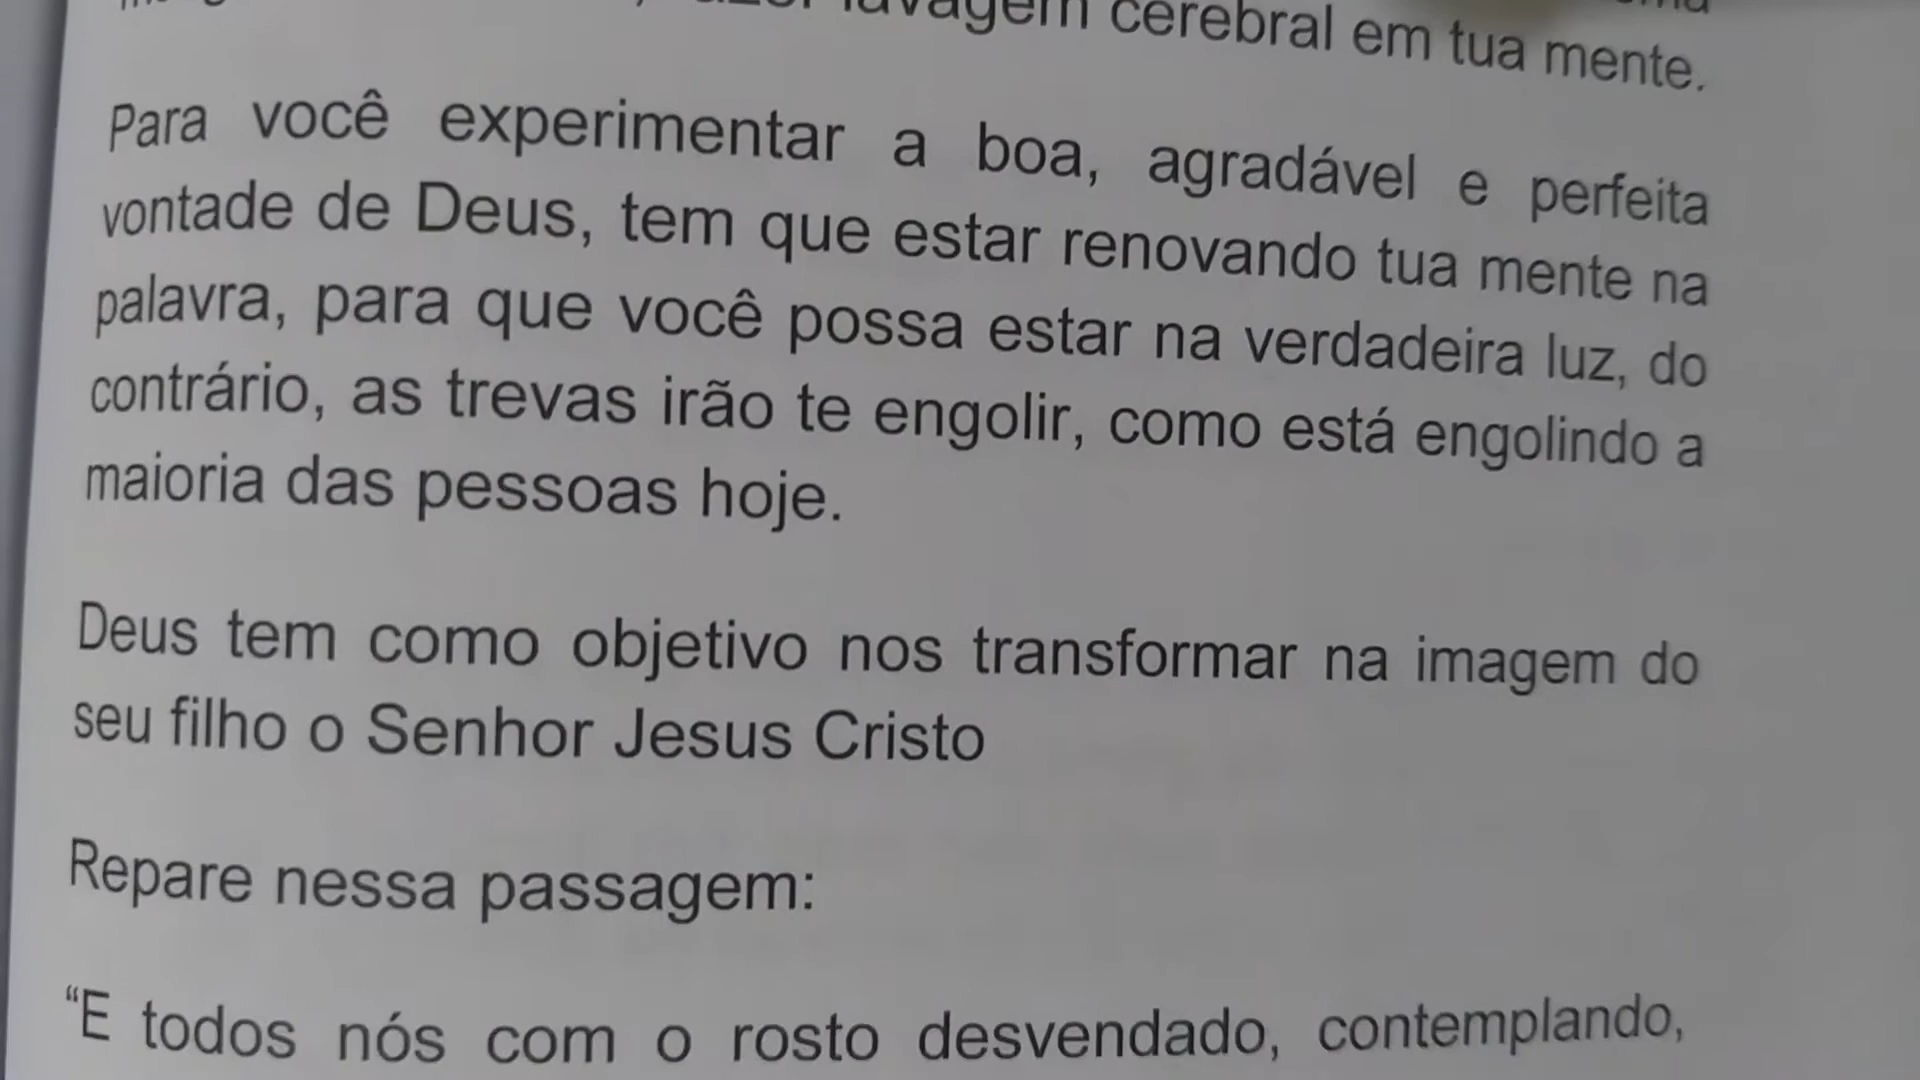 lavagem cerebral em tua mente.
Para você experimentar a boa, agradável e perfeita
vontade de Deus, tem que estar renovando tua mente na
palavra, para que você possa estar na verdadeira luz, do
contrário, as trevas irão te engolir, como está engolindo a
maioria das pessoas hoje.
Deus tem como objetivo nos transformar na imagem do
seu filho o Senhor Jesus Cristo
Repare nessa passagem:
“E todos nós com o rosto desvendado, contemplando,